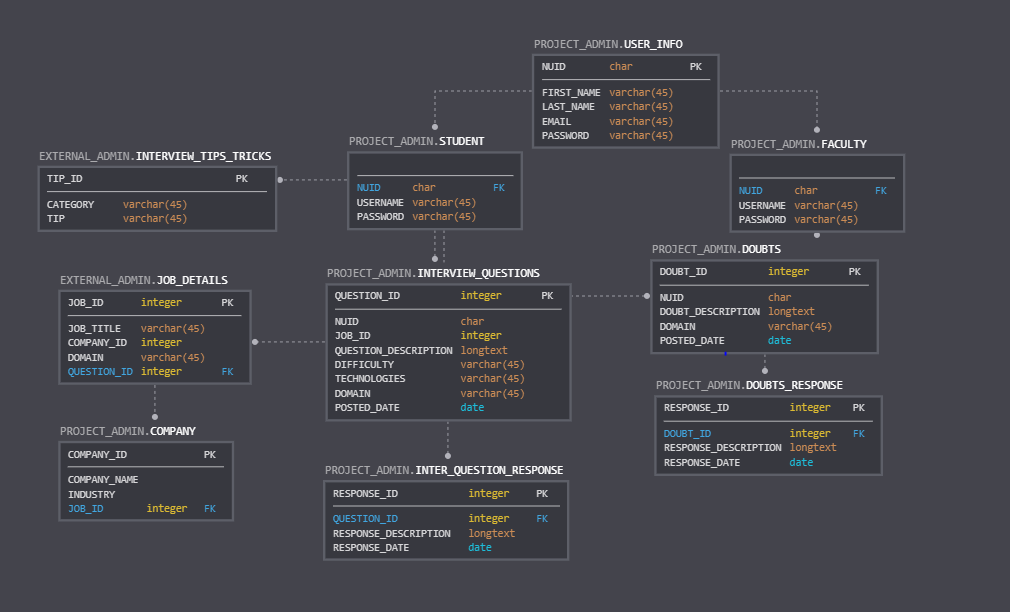 PROJECT_ADMIN.USER_INFO
NUID char PK
FIRST_NAME varchar(45)
LAST_NAME varchar(45)
EMAIL varchar(45)
PASSWORD varchar(45)
PROJECT_ADMIN.STUDENT
NUID char FK
USERNAME varchar(45)
PASSWORD varchar(45)
PROJECT_ADMIN.FACULTY
NUID char FK
USERNAME varchar(45)
PASSWORD varchar(45)
EXTERNAL_ADMIN.INTERVIEW_TIPS_TRICKS
TIP_ID PK
CATEGORY varchar(45)
TIP varchar(45)
PROJECT_ADMIN.DOUBTS
DOUBT_ID integer PK
NUID char
DOUBT_DESCRIPTION longtext
DOMAIN varchar(45)
POSTED_DATE date
PROJECT_ADMIN.INTERVIEW_QUESTIONS
QUESTION_ID integer PK
NUID char
JOB_ID integer
QUESTION_DESCRIPTION longtext
DIFFICULTY varchar(45)
TECHNOLOGIES varchar(45)
DOMAIN varchar(45)
POSTED_DATE date
EXTERNAL_ADMIN.JOB_DETAILS
JOB_ID integer PK
JOB_TITLE varchar(45)
COMPANY_ID integer
DOMAIN varchar(45)
QUESTION_ID integer FK
PROJECT_ADMIN.DOUBTS_RESPONSE
RESPONSE_ID integer PK
DOUBT_ID integer FK
RESPONSE_DESCRIPTION longtext
RESPONSE_DATE date
PROJECT_ADMIN.COMPANY
COMPANY_ID PK
COMPANY_NAME
INDUSTRY
JOB_ID integer FK
PROJECT_ADMIN.INTER_QUESTION_RESPONSE
RESPONSE_ID integer PK
QUESTION_ID integer FK
RESPONSE_DESCRIPTION longtext
RESPONSE_DATE date